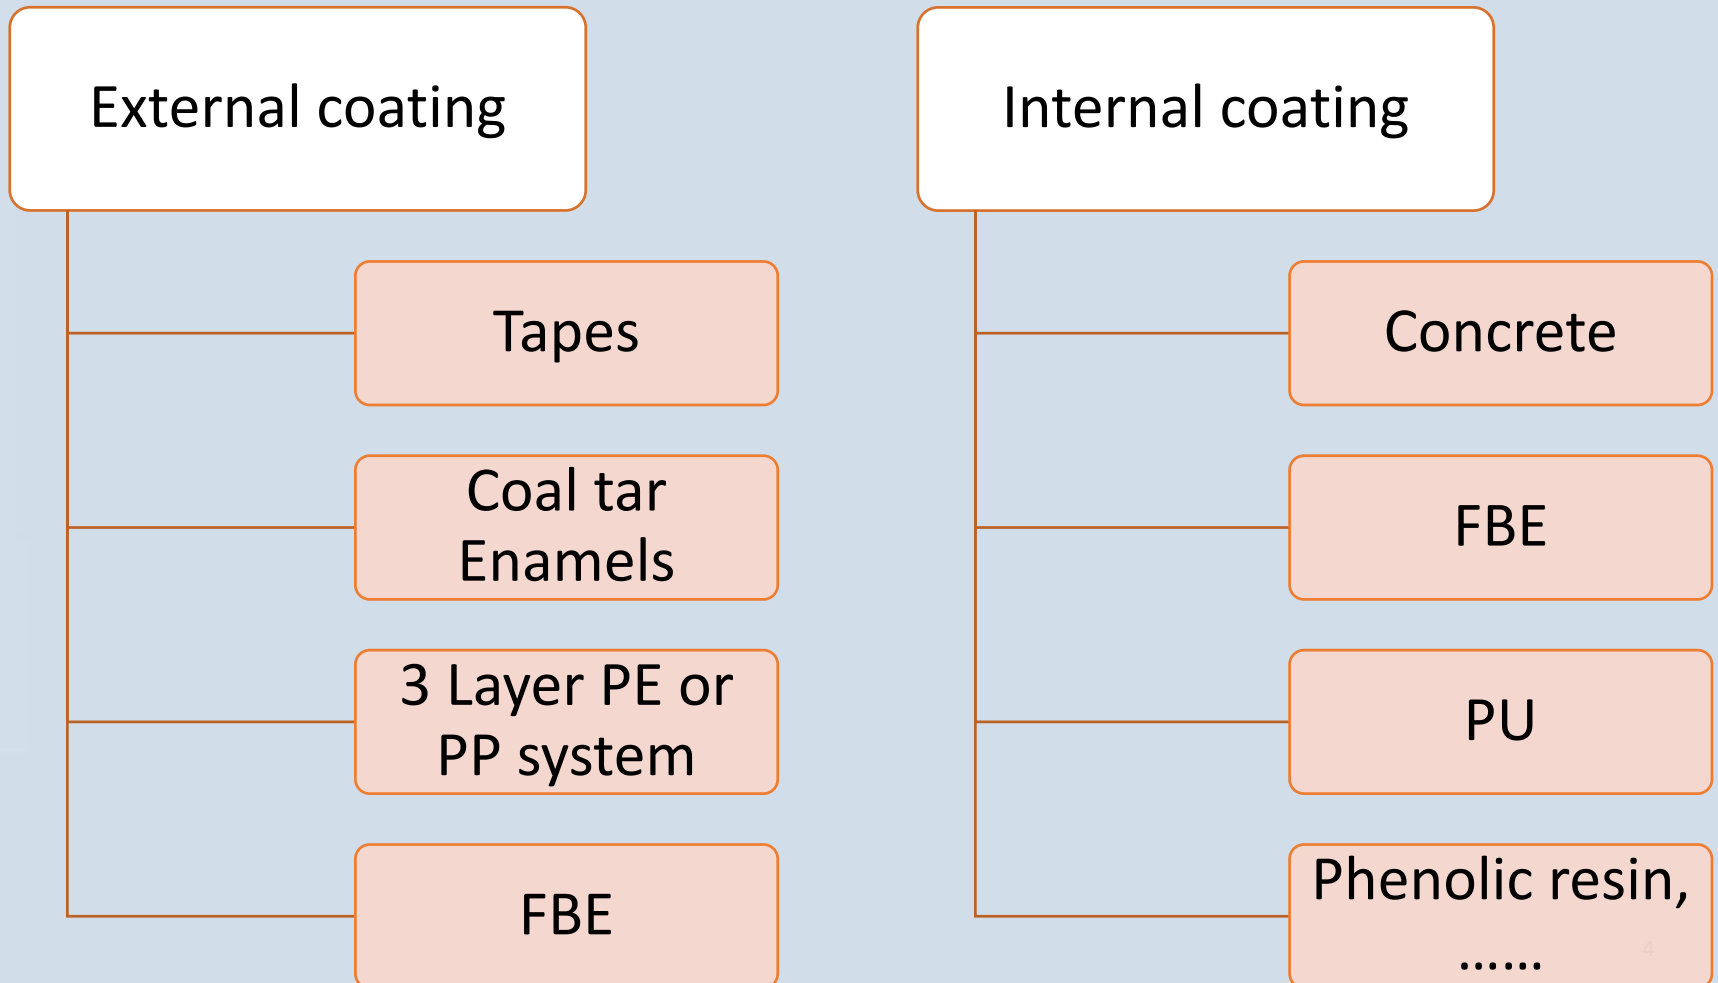 External coating
Tapes
Coal tar
Enamels
3 Layer PE or
PP system
FBE
Internal coating
Concrete
FBE
PU
Phenolic resin,
......
4